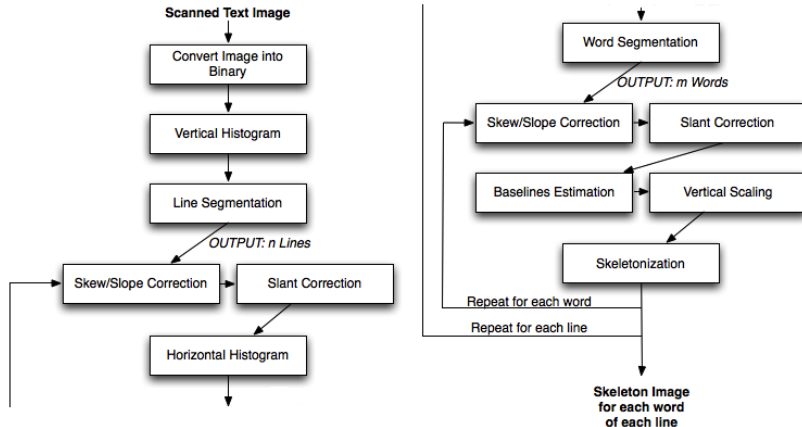 Scanned Text Image
Convert Image into
Binary
Vertical Histogram
Line Segmentation
OUTPUT: n Lines
Skew/Slope Correction
Slant Correction
Horizontal Histogram
Word Segmentation
OUTPUT: m Words
Skew/Slope Correction
Slant Correction
Baselines Estimation
Vertical Scaling
Skeletonization
Repeat for each word
Repeat for each line
Skeleton Image
for each word
of each line